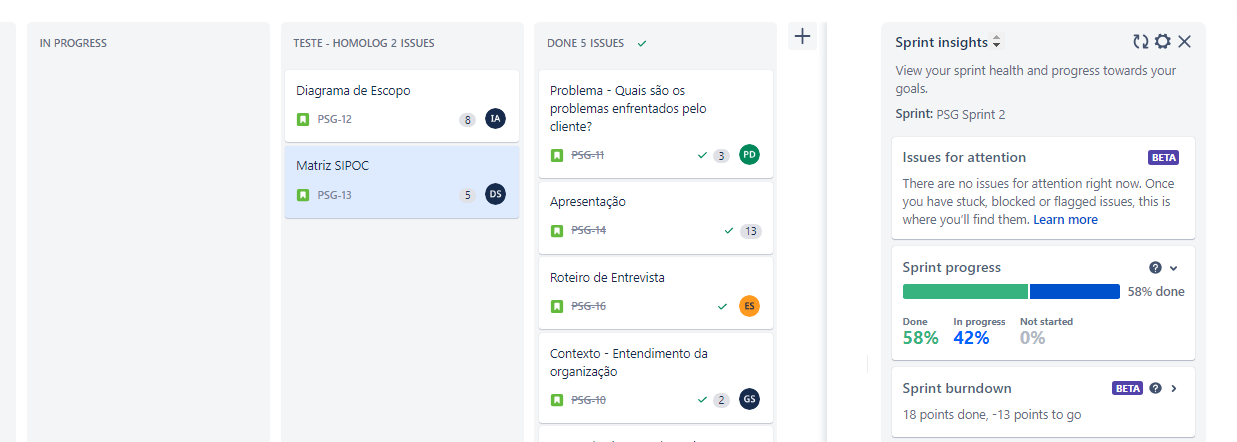 IN PROGRESS
TESTE - HOMOLOG 2 ISSUES
Diagrama de Escopo
PSG-12
8
IA
Matriz SIPOC
PSG-13
5
DS
DONE 5 ISSUES
Problema - Quais são os
problemas enfrentados pelo
cliente?
PSG-11
3
PD
Apresentação
PSG-14
13
Roteiro de Entrevista
PSG-16
ES
Contexto - Entendimento da
organização
PSG-10
2
GS
Sprint insights
View your sprint health and progress towards your
goals.
Sprint: PSG Sprint 2
Issues for attention
BETA
There are no issues for attention right now. Once
you have stuck, blocked or flagged issues, this is
where you'll find them. Learn more
Sprint progress
58% done
Done In progress Not started
58% 42% 0%
Sprint burndown
BETA
18 points done, -13 points to go